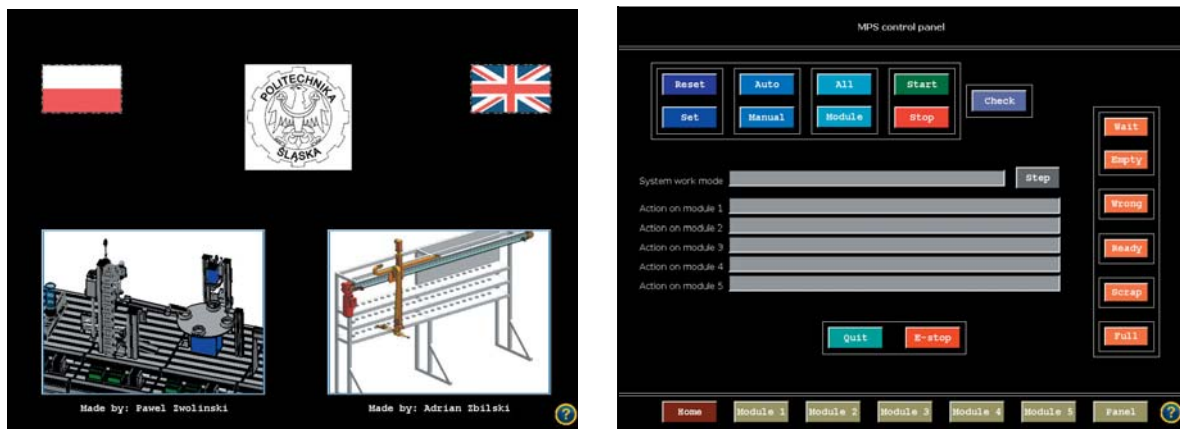 POLITECHNIKA
ŚLĄSKA
Made by: Pawel Zwolinski
Made by: Adrian Zbilski
?
MPS control panel
Reset Auto All Start
Check
Set Manual Module Stop
Wait
Empty
System work mode Step
Wrong
Action on module 1
Action on module 2
Action on module 3
Ready
Action on module 4
Action on module 5
Scrap
Quit E-stop
Full
Home Module 1 Module 2 Module 3 Module 4 Module 5 Panel ?